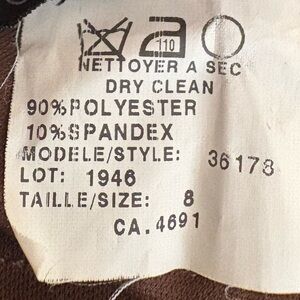 110
NETTOYER A SEC
DRY CLEAN
90%POLYESTER
10%SPANDEX
MODELE/STYLE: 36178
LOT: 1946
TAILLE/SIZE: 8
CA.4691